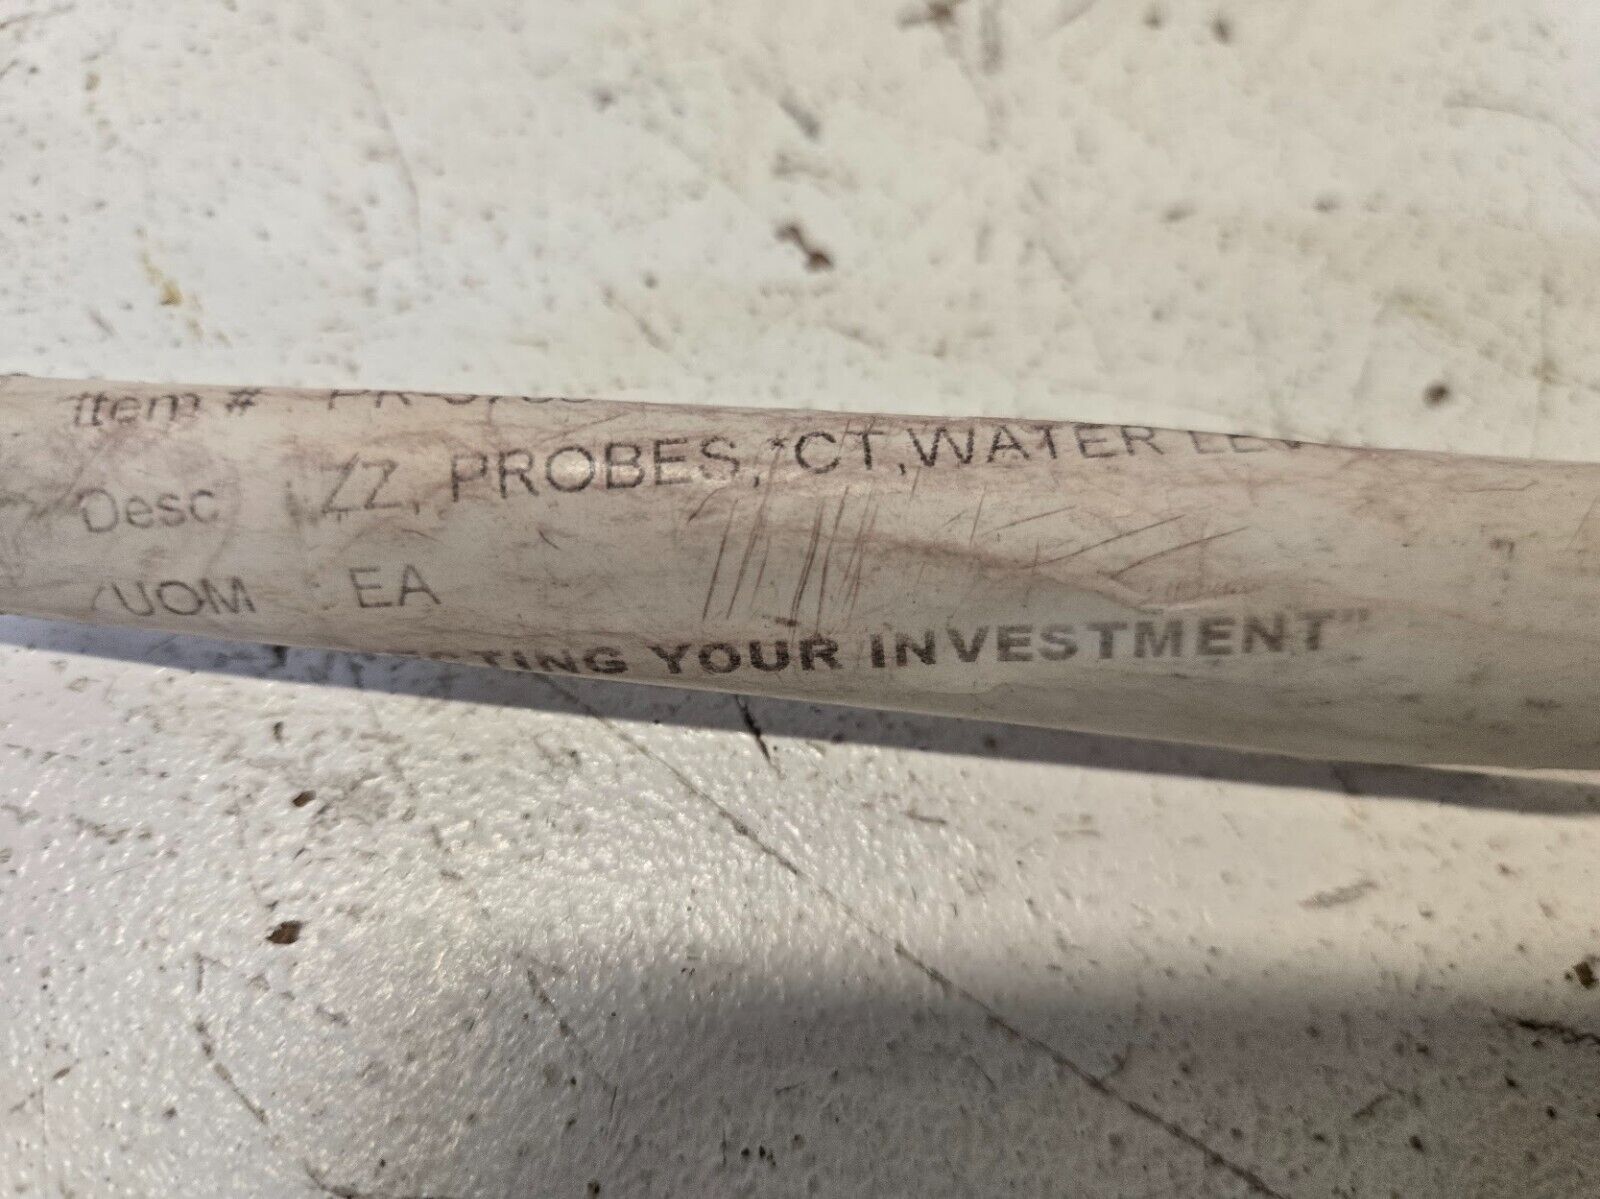 Item #
Desc ZZ, PROBES,*CT,WATER
UOM EA
YOUR INVESTMENT"